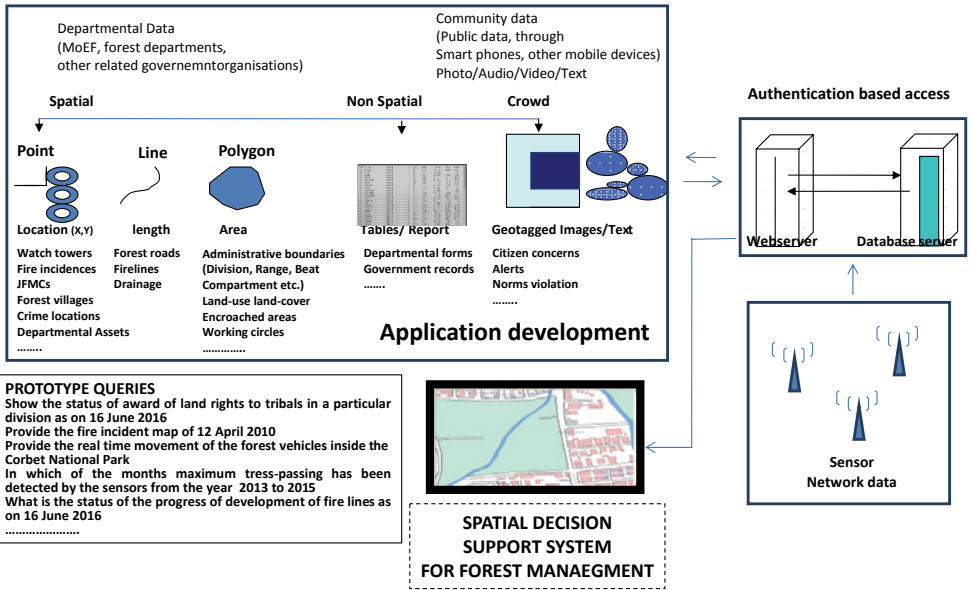 Departmental Data
(MoEF, forest departments,
other related governemntorganisations)
Community data
(Public data, through
Smart phones, other mobile devices)
Photo/Audio/Video/Text
Spatial
Non Spatial
Crowd
Point
Line
Polygon
Location (X,Y)
length
Area
Tables/ Report
Geotagged Images/Text
Watch towers
Fire incidences
JFMCs
Forest villages
Crime locations
Departmental Assets
........
Forest roads
Firelines
Drainage
Administrative boundaries
(Division, Range, Beat
Compartment etc.)
Land-use land-cover
Encroached areas
Working circles
..............
Departmental forms
Government records
.......
Citizen concerns
Alerts
Norms violation
........
Application development
Authentication based access
Webserver
Database server
Sensor
Network data
PROTOTYPE QUERIES
Show the status of award of land rights to tribals in a particular
division as on 16 June 2016
Provide the fire incident map of 12 April 2010
Provide the real time movement of the forest vehicles inside the
Corbet National Park
In which of the months maximum tress-passing has been
detected by the sensors from the year 2013 to 2015
What is the status of the progress of development of fire lines as
on 16 June 2016
......................
SPATIAL DECISION
SUPPORT SYSTEM
FOR FOREST MANAEGMENT